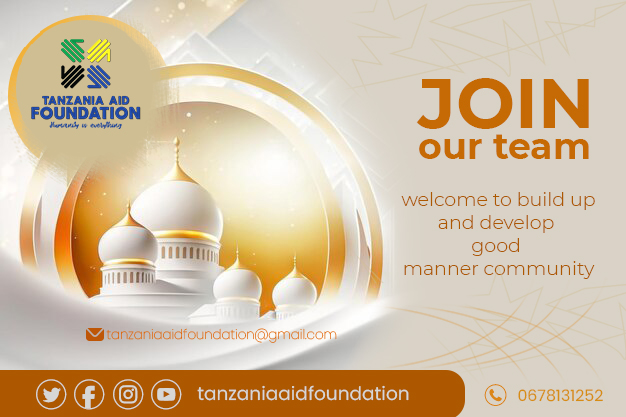 TANZANIA AID
FOUNDATION
Humanity is everything
JOIN
our team
welcome to build up
and develop
good
manner community
tanzaniaaidfoundation@gmail.com
tanzaniaaidfoundation
0678131252